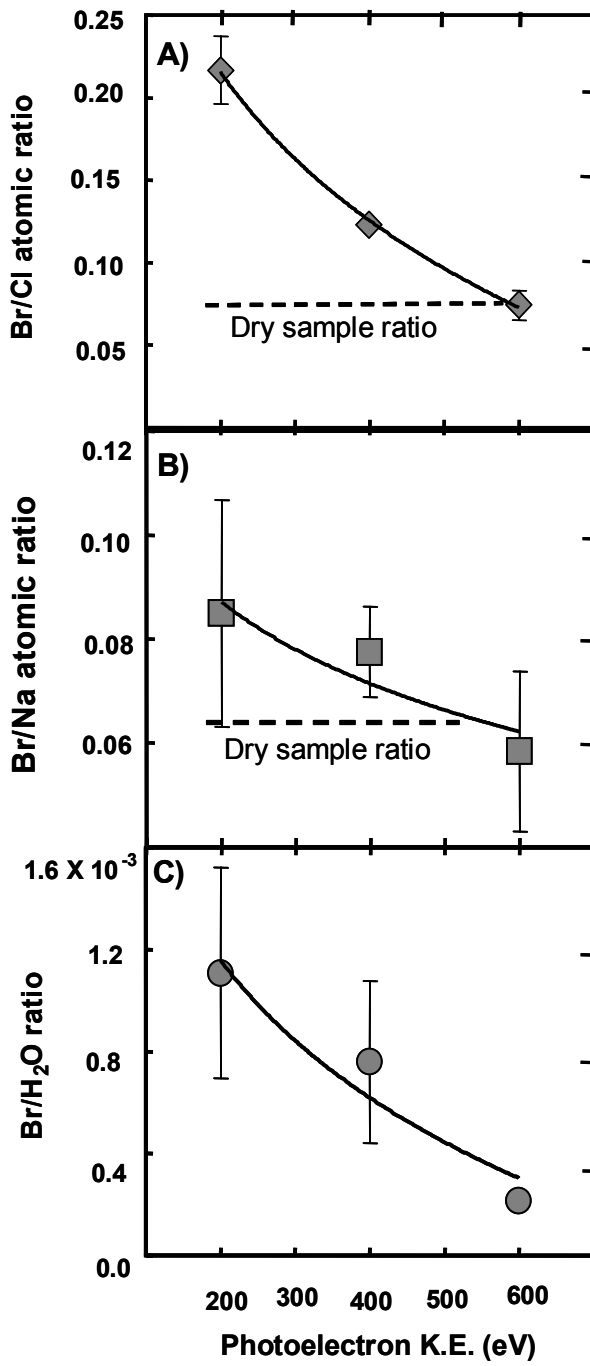 A)
Br/Cl atomic ratio
0.25
0.20
0.15
0.10
0.05
Dry sample ratio
B)
Br/Na atomic ratio
0.12
0.10
0.08
0.06
Dry sample ratio
C)
Br/H₂O ratio
1.6 X 10⁻³
1.2
0.8
0.4
0.0
200 300 400 500 600
Photoelectron K.E. (eV)